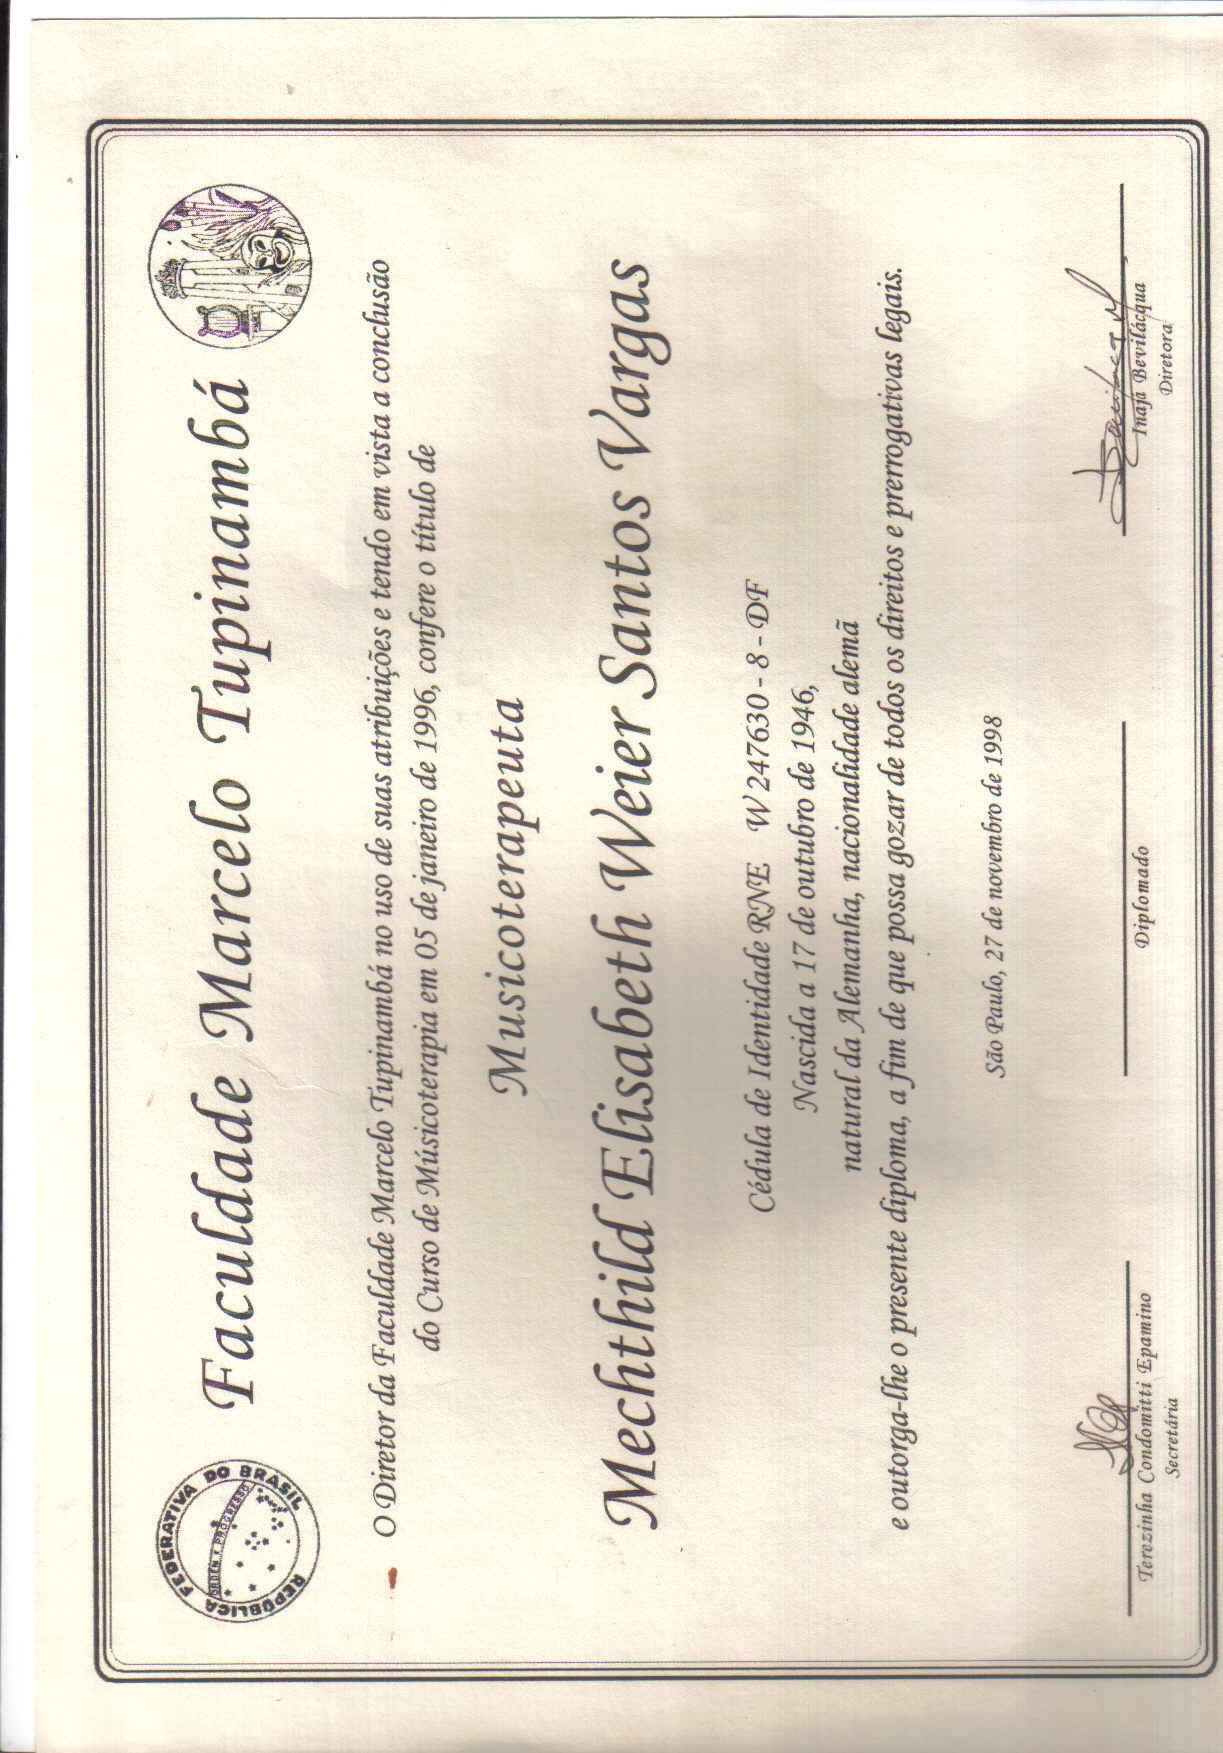 REPÚBLICA FEDERATIVA DO BRASIL
ORDEM E PROGRESSO
Faculdade Marcelo Tupinambá
O Diretor da Faculdade Marcelo Tupinambá no uso de suas atribuições e tendo em vista a conclusão
do Curso de Músicoterapia em 05 de janeiro de 1996, confere o título de
Musicoterapeuta
Mechthild Elisabeth Weier Santos Vargas
Cédula de Identidade RNE W247630 - 8 - DF
Nascida a 17 de outubro de 1946,
natural da Alemanha, nacionalidade alemã
e outorga-lhe o presente diploma, a fim de que possa gozar de todos os direitos e prerrogativas legais.
São Paulo, 27 de novembro de 1998
Terezinha Condomitti Epamino
Secretária
Diplomado
Inajá Bevilácqua
Diretora